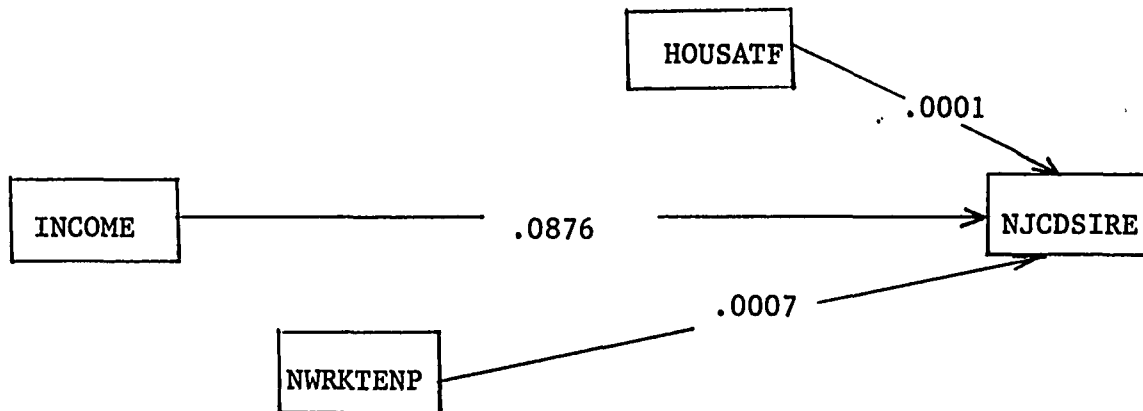 HOUSATF
.0001
INCOME
.0876
NJCDSIRE
.0007
NWRKTENP